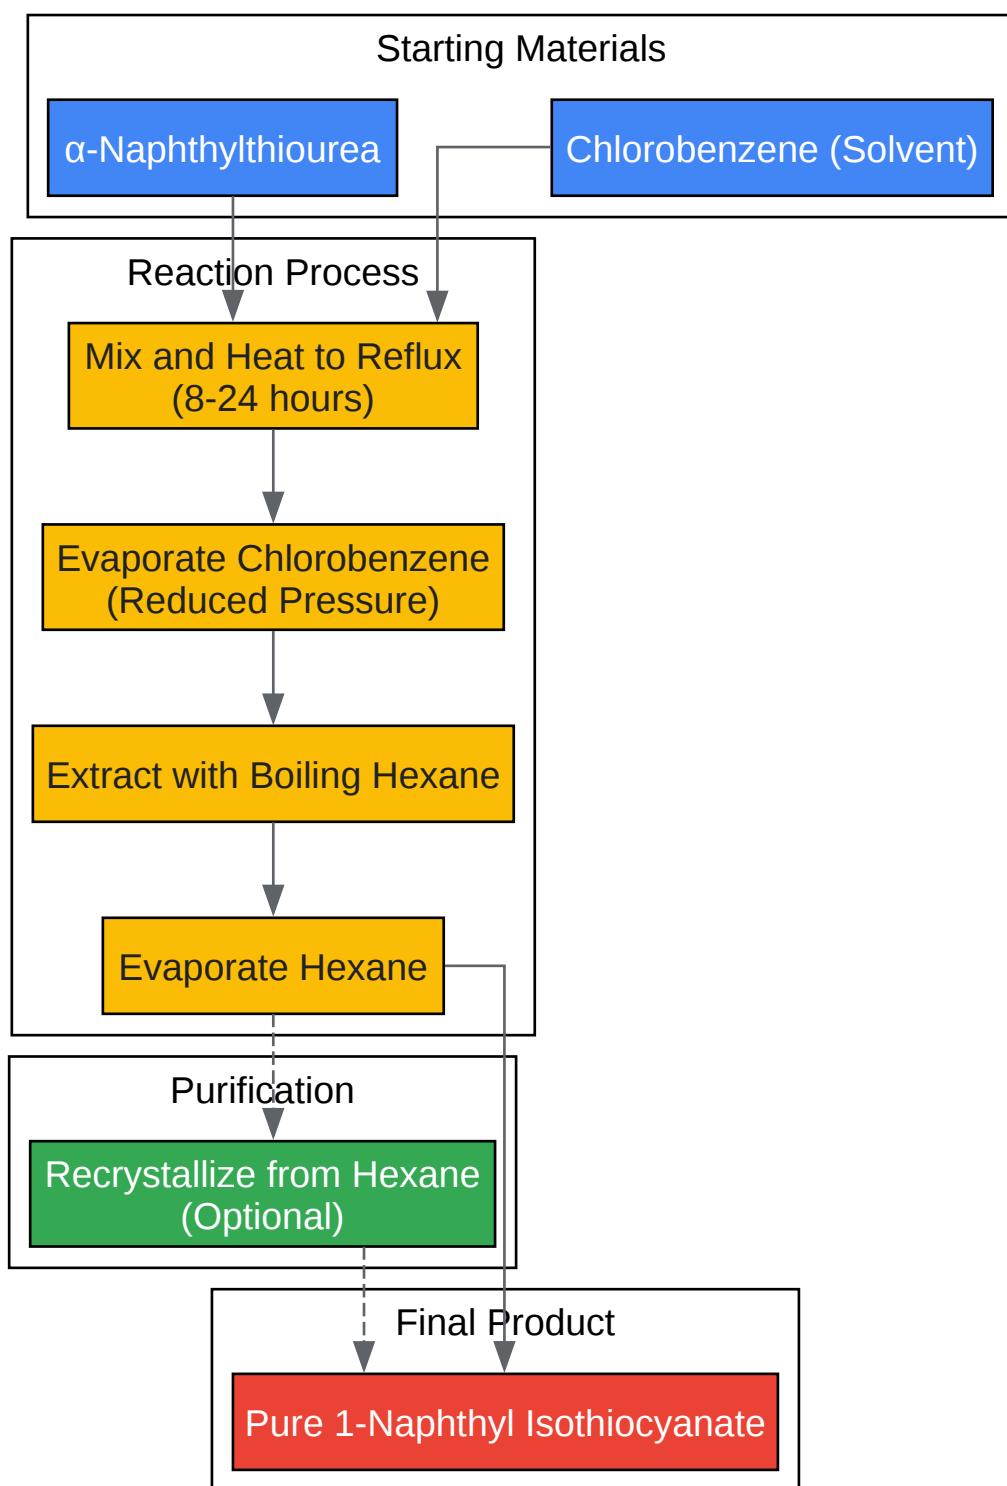 Starting Materials
α-Naphthylthiourea
Chlorobenzene (Solvent)
Reaction Process
Mix and Heat to Reflux
(8-24 hours)
Evaporate Chlorobenzene
(Reduced Pressure)
Extract with Boiling Hexane
Evaporate Hexane
Purification
Recrystallize from Hexane
(Optional)
Final Product
Pure 1-Naphthyl Isothiocyanate